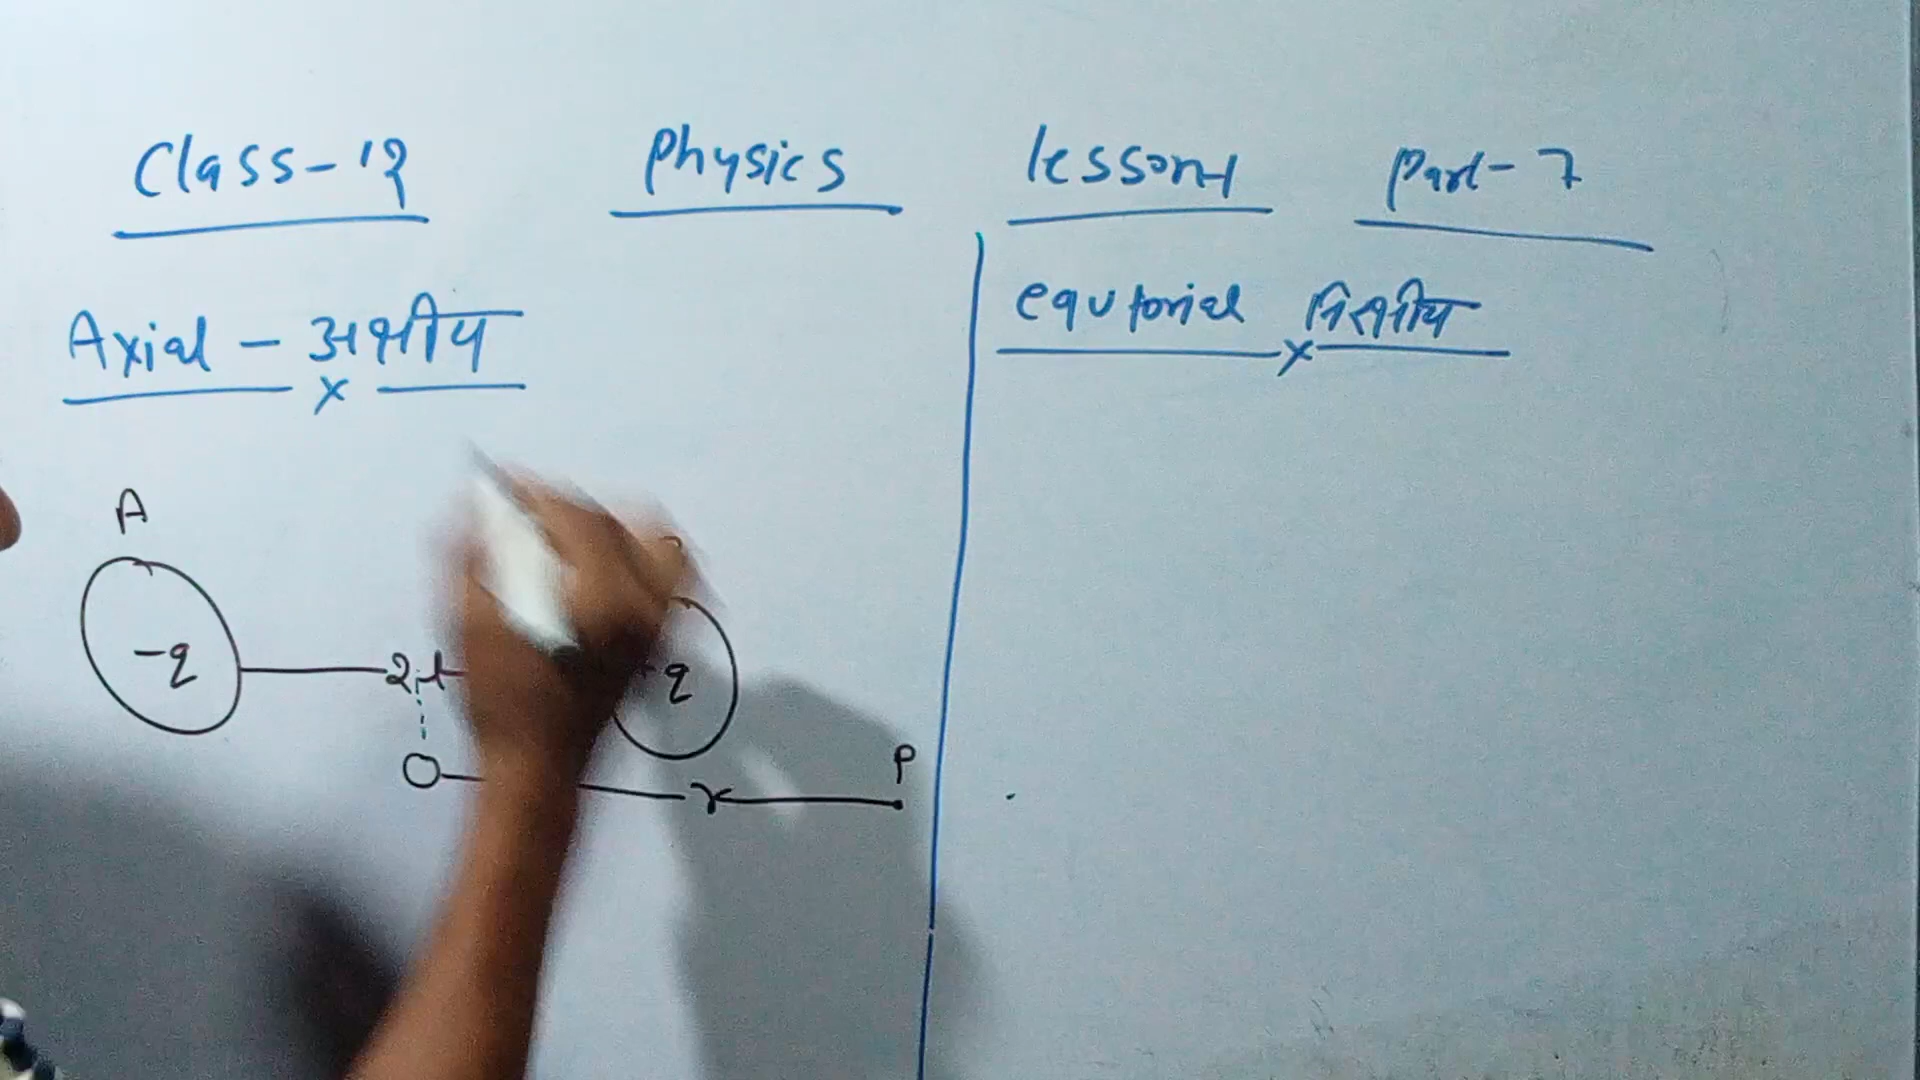 Class-12 Physics lesson-1 Part-7
Axial - अक्षीय
equtorial निरक्षीय
A
-q 2l q
O r P